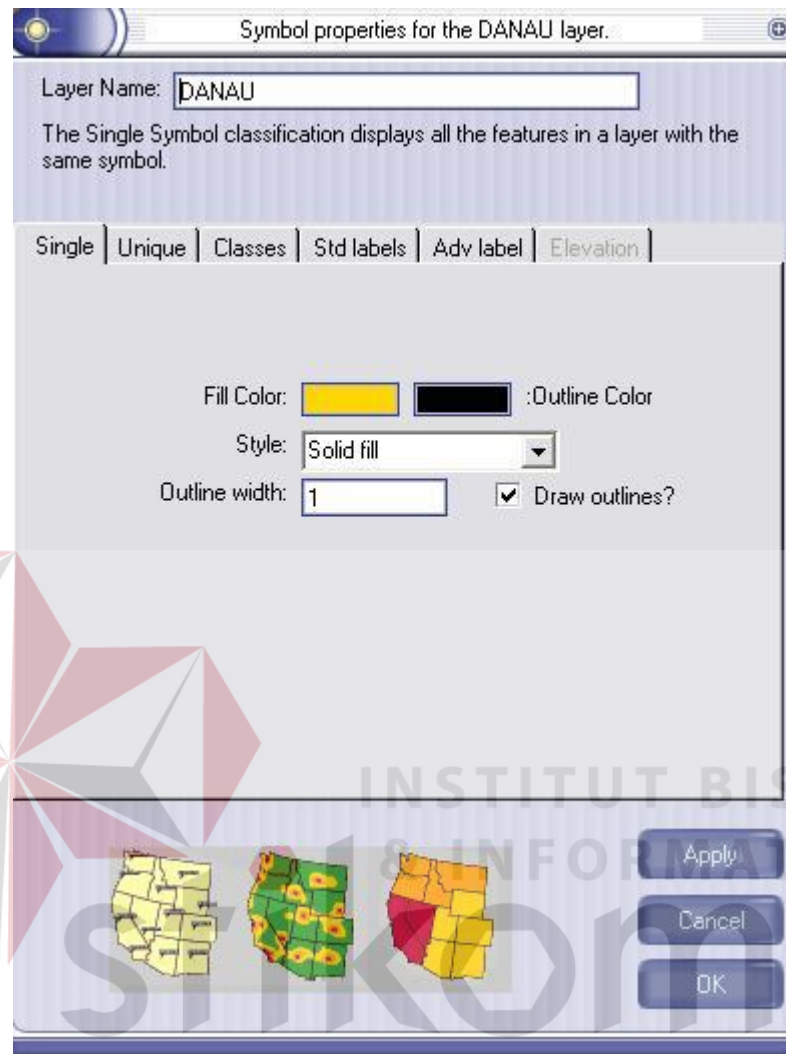 Symbol properties for the DANAU layer.
Layer Name: DANAU
The Single Symbol classification displays all the features in a layer with the
same symbol.
Single Unique Classes Std labels Adv label Elevation
Fill Color: :Outline Color
Style: Solid fill
Outline width: 1 Draw outlines?
INSTITUT BIS
& INFORMAT
stikom
Apply
Cancel
OK